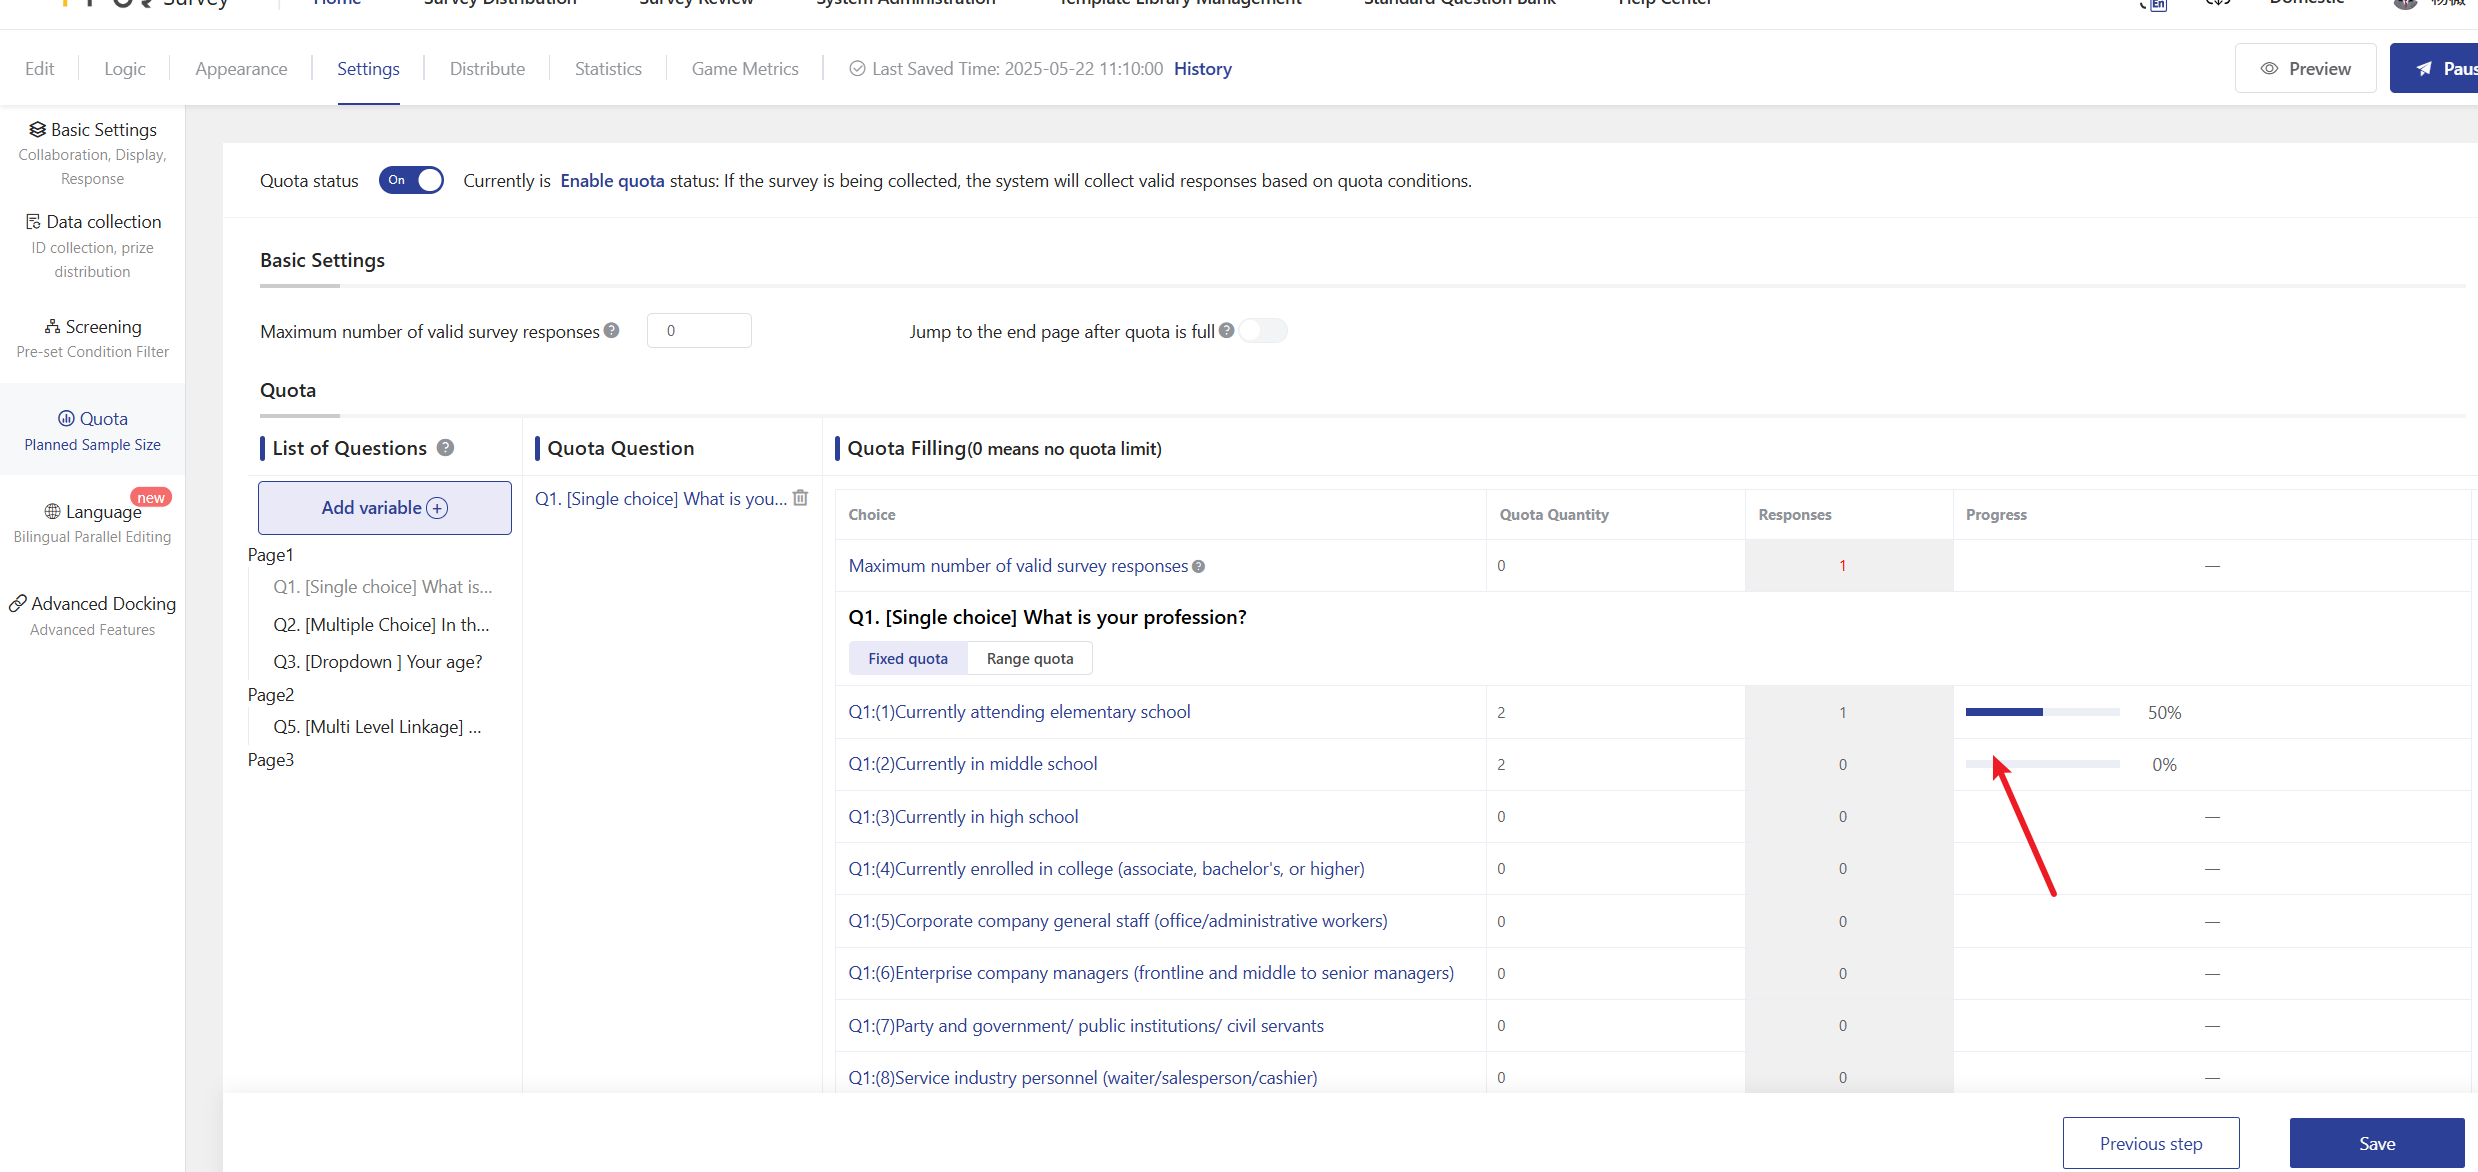 Survey
Home
Survey Distribution
Survey Review
System Administration
Template Library Management
Standard Question Bank
Help Center
En
Domestic
Edit
Logic
Appearance
Settings
Distribute
Statistics
Game Metrics
Last Saved Time: 2025-05-22 11:10:00 History
Preview
Paus
Basic Settings
Collaboration, Display,
Response
Data collection
ID collection, prize
distribution
Screening
Pre-set Condition Filter
Quota
Planned Sample Size
new
Language
Bilingual Parallel Editing
Advanced Docking
Advanced Features
Quota status On Currently is Enable quota status: If the survey is being collected, the system will collect valid responses based on quota conditions.
Basic Settings
Maximum number of valid survey responses ? 0 Jump to the end page after quota is full ?
Quota
List of Questions ?
Add variable +
Page1
Q1. [Single choice] What is...
Q2. [Multiple Choice] In th...
Q3. [Dropdown ] Your age?
Page2
Q5. [Multi Level Linkage] ...
Page3
Quota Question
Q1. [Single choice] What is you...
Quota Filling(0 means no quota limit)
Choice Quota Quantity Responses Progress
Maximum number of valid survey responses ? 0 1 —
Q1. [Single choice] What is your profession?
Fixed quota Range quota
Q1:(1)Currently attending elementary school 2 1 50%
Q1:(2)Currently in middle school 2 0 0%
Q1:(3)Currently in high school 0 0 —
Q1:(4)Currently enrolled in college (associate, bachelor's, or higher) 0 0 —
Q1:(5)Corporate company general staff (office/administrative workers) 0 0 —
Q1:(6)Enterprise company managers (frontline and middle to senior managers) 0 0 —
Q1:(7)Party and government/ public institutions/ civil servants 0 0 —
Q1:(8)Service industry personnel (waiter/salesperson/cashier) 0 0 —
Previous step
Save